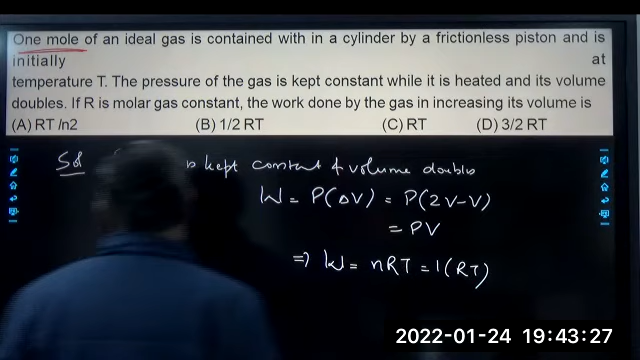 One mole of an ideal gas is contained with in a cylinder by a frictionless piston and is
initially at
temperature T. The pressure of the gas is kept constant while it is heated and its volume
doubles. If R is molar gas constant, the work done by the gas in increasing its volume is
(A) RT ln2 (B) 1/2 RT (C) RT (D) 3/2 RT
Sol kept constant & volume doubles
W = P(ΔV) = P(2V-V)
= PV
=> W = nRT = 1(RT)
2022-01-24 19:43:27